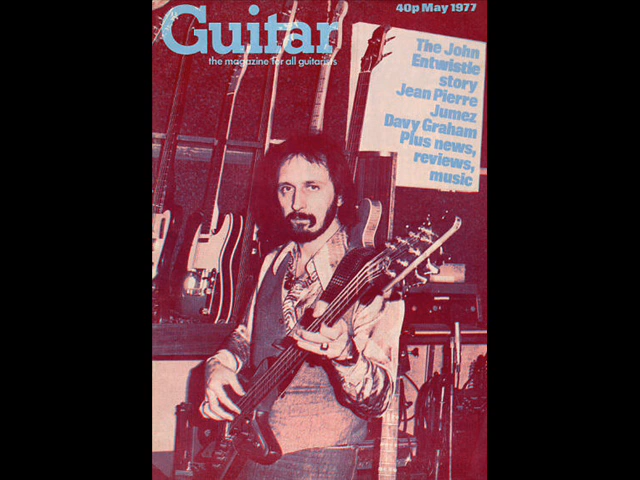 40p May 1977
Guitar
the magazine for all guitarists
The John
Entwistle
story
Jean Pierre
Jumez
Davy Graham
Plus news,
reviews,
music